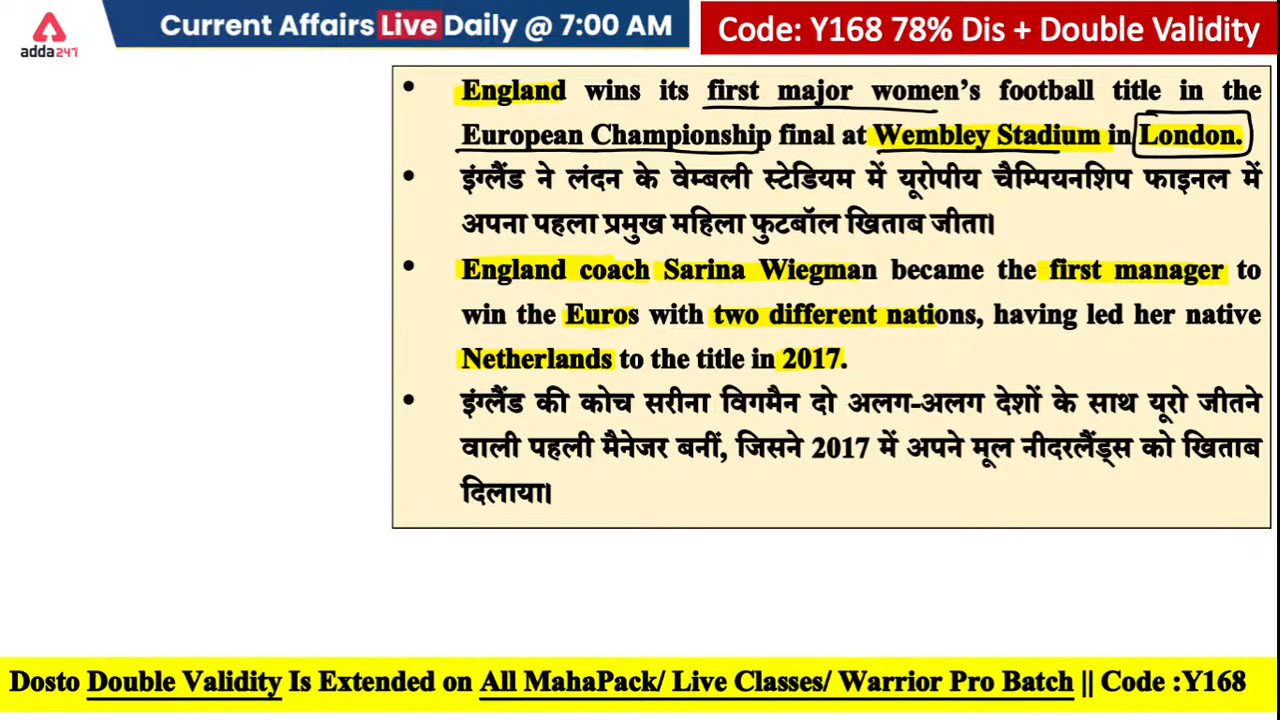 adda247
Current Affairs Live Daily @ 7:00 AM
Code: Y168 78% Dis + Double Validity
• England wins its first major women's football title in the
European Championship final at Wembley Stadium in London.
• इंग्लैंड ने लंदन के वेम्बली स्टेडियम में यूरोपीय चैम्पियनशिप फाइनल में
अपना पहला प्रमुख महिला फुटबॉल खिताब जीता।
• England coach Sarina Wiegman became the first manager to
win the Euros with two different nations, having led her native
Netherlands to the title in 2017.
• इंग्लैंड की कोच सरीना विगमैन दो अलग-अलग देशों के साथ यूरो जीतने
वाली पहली मैनेजर बनीं, जिसने 2017 में अपने मूल नीदरलैंड्स को खिताब
दिलाया।
Dosto Double Validity Is Extended on All MahaPack/ Live Classes/ Warrior Pro Batch || Code :Y168